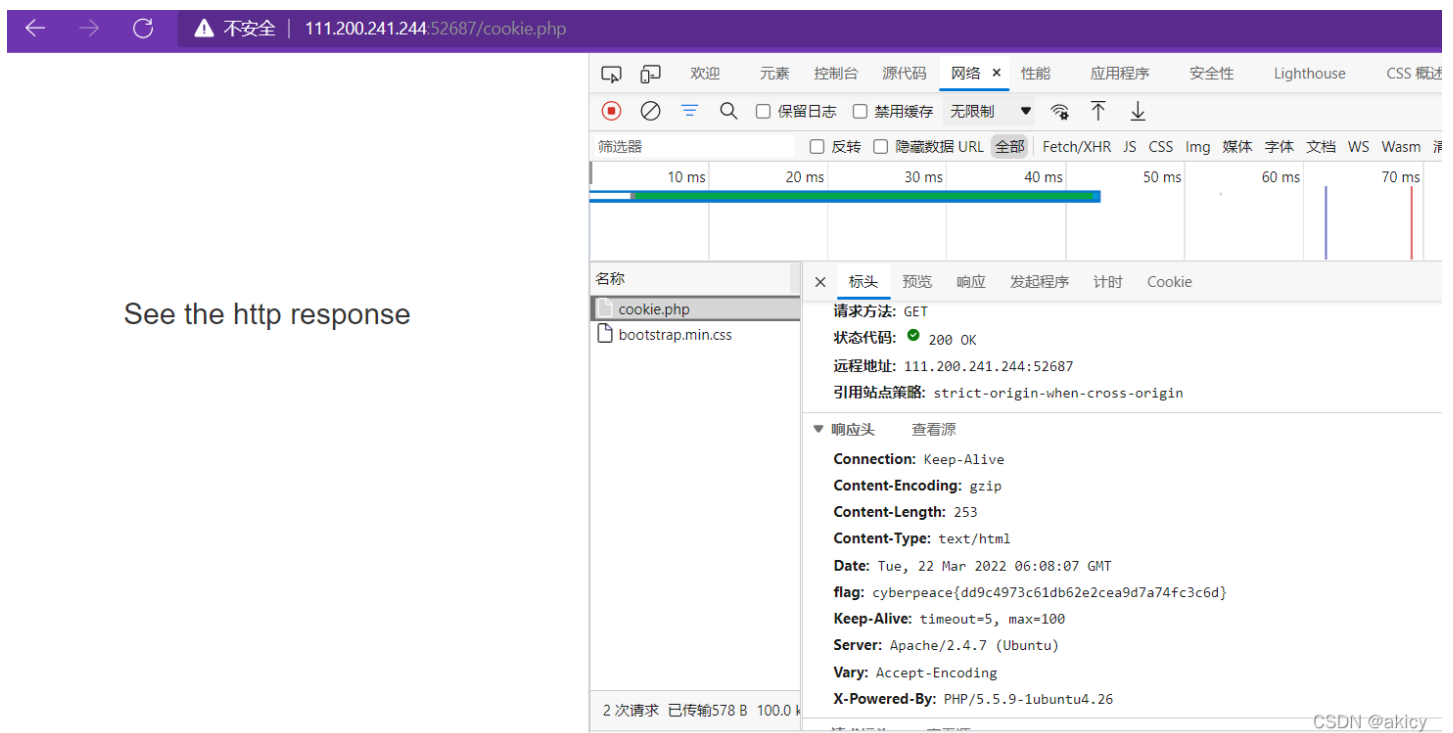 不安全 111.200.241.244:52687/cookie.php
欢迎 元素 控制台 源代码 网络 × 性能 应用程序 安全性 Lighthouse CSS 概述
保留日志 禁用缓存 无限制
筛选器 反转 隐藏数据 URL 全部 Fetch/XHR JS CSS Img 媒体 字体 文档 WS Wasm
10 ms 20 ms 30 ms 40 ms 50 ms 60 ms 70 ms
See the http response
名称
cookie.php
bootstrap.min.css
2 次请求 已传输578 B 100.0 k
× 标头 预览 响应 发起程序 计时 Cookie
请求方法: GET
状态代码: 200 OK
远程地址: 111.200.241.244:52687
引用站点策略: strict-origin-when-cross-origin
响应头 查看源
Connection: Keep-Alive
Content-Encoding: gzip
Content-Length: 253
Content-Type: text/html
Date: Tue, 22 Mar 2022 06:08:07 GMT
flag: cyberpeace{dd9c4973c61db62e2cea9d7a74fc3c6d}
Keep-Alive: timeout=5, max=100
Server: Apache/2.4.7 (Ubuntu)
Vary: Accept-Encoding
X-Powered-By: PHP/5.5.9-1ubuntu4.26
CSDN @akicy